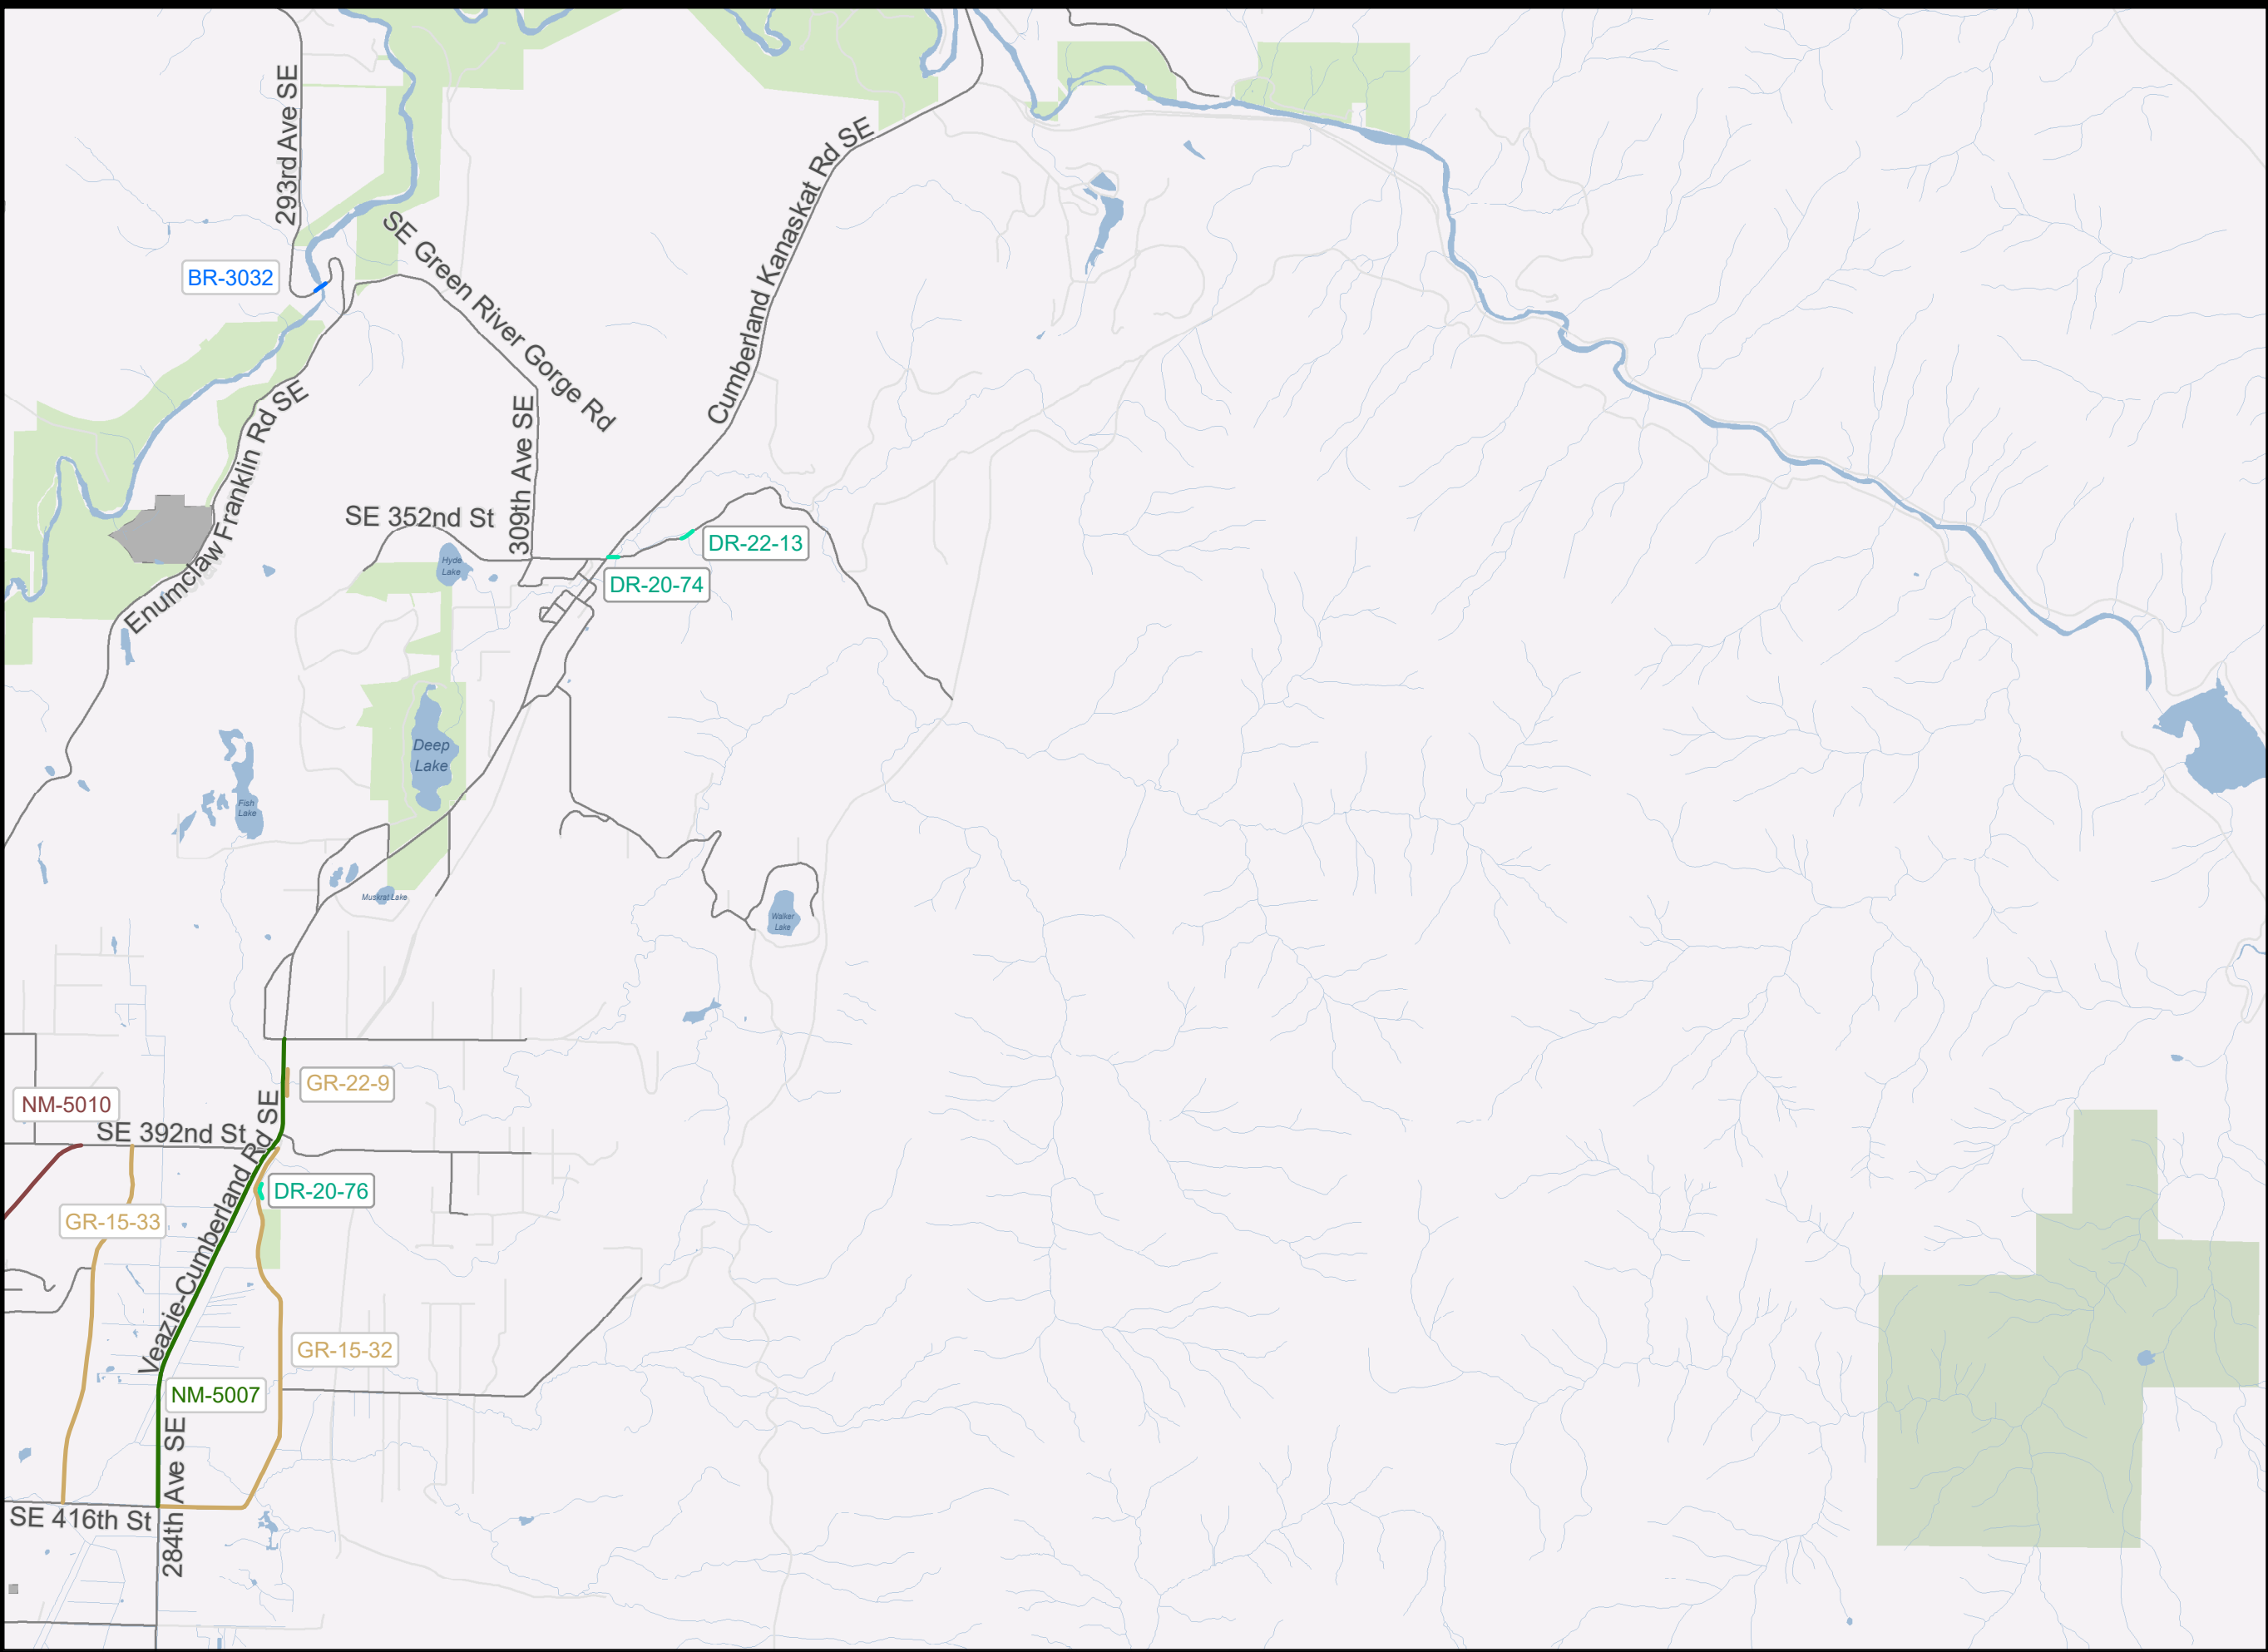 293rd Ave SE
Cumberland Kanaskat Rd SE
SE Green River Gorge Rd
BR-3032
Enumclaw Franklin Rd SE
309th Ave SE
SE 352nd St
DR-22-13
Hyde
Lake
DR-20-74
Deep
Lake
Fish
Lake
Muskrat Lake
Walker
Lake
GR-22-9
NM-5010
SE 392nd St
Veazie-Cumberland Rd SE
DR-20-76
GR-15-33
GR-15-32
NM-5007
284th Ave SE
SE 416th St